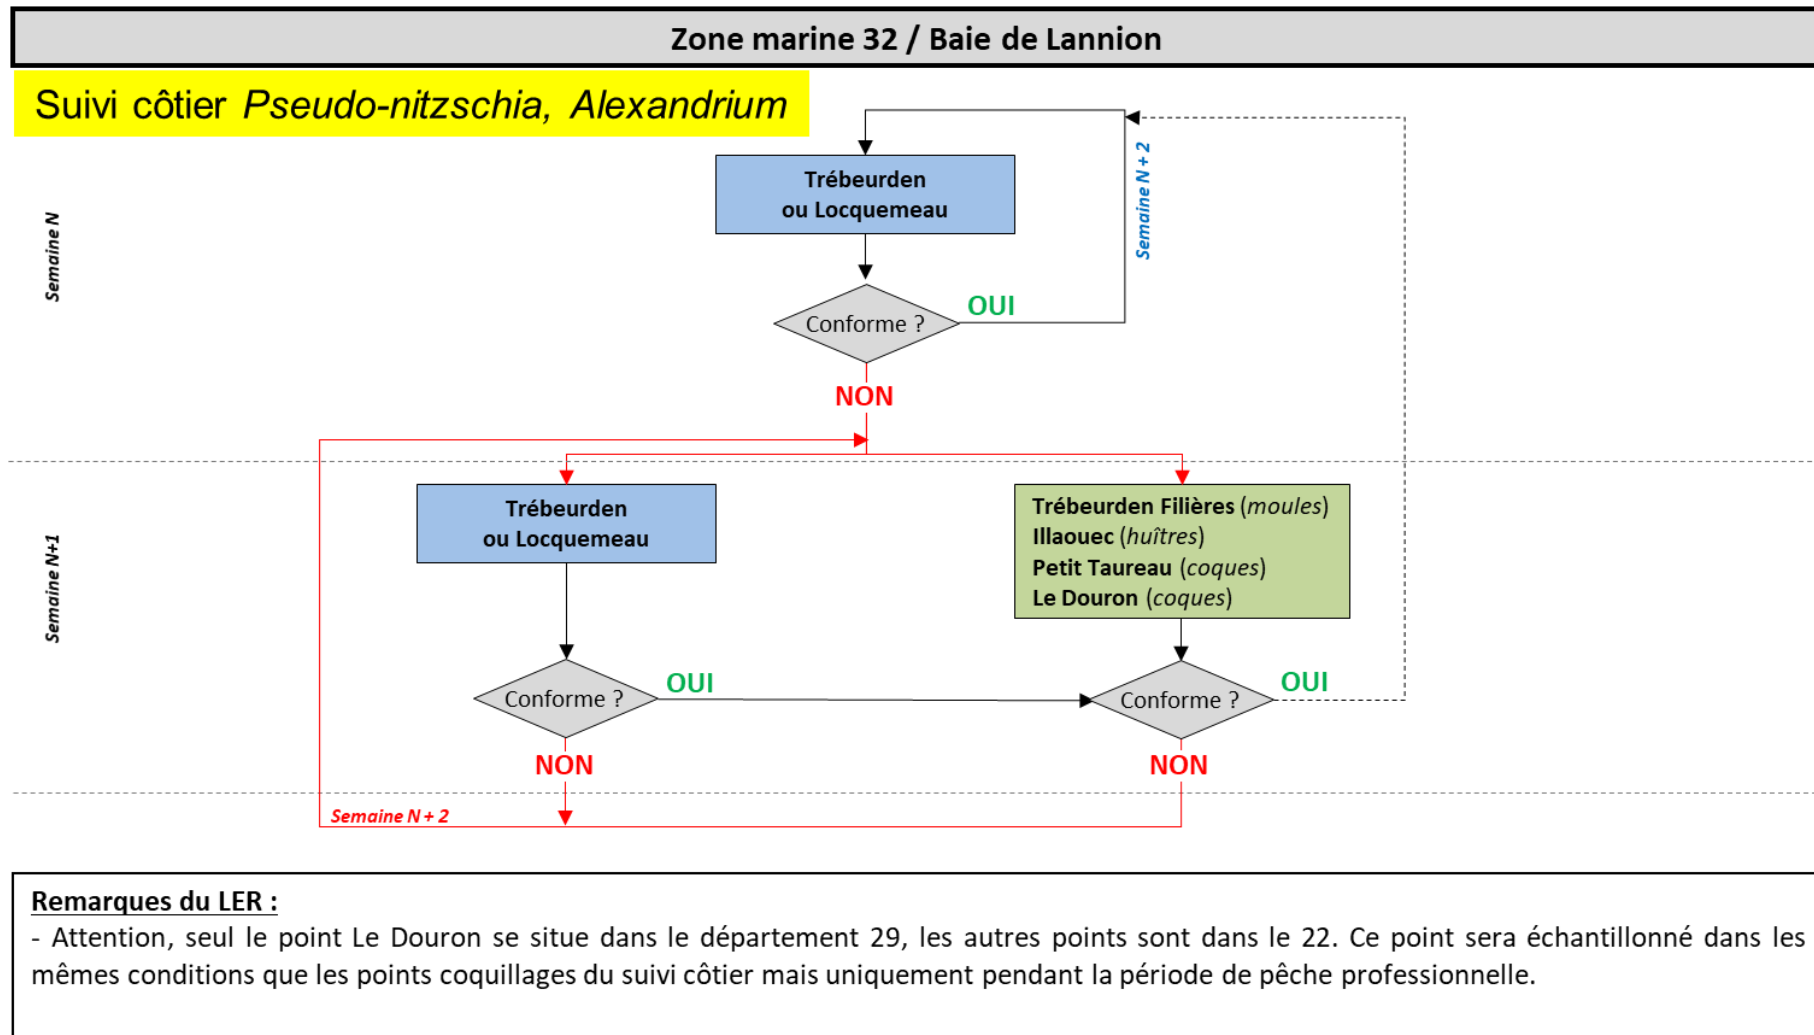 Zone marine 32 / Baie de Lannion
Suivi côtier Pseudo-nitzschia, Alexandrium
Semaine N
Trébeurden
ou Locquemeau
Semaine N + 2
Conforme ?
OUI
NON
Semaine N+1
Trébeurden
ou Locquemeau
Trébeurden Filières (moules)
Illaouec (huîtres)
Petit Taureau (coques)
Le Douron (coques)
Conforme ?
OUI
Conforme ?
OUI
NON
NON
Semaine N + 2
Remarques du LER :
- Attention, seul le point Le Douron se situe dans le département 29, les autres points sont dans le 22. Ce point sera échantillonné dans les
mêmes conditions que les points coquillages du suivi côtier mais uniquement pendant la période de pêche professionnelle.